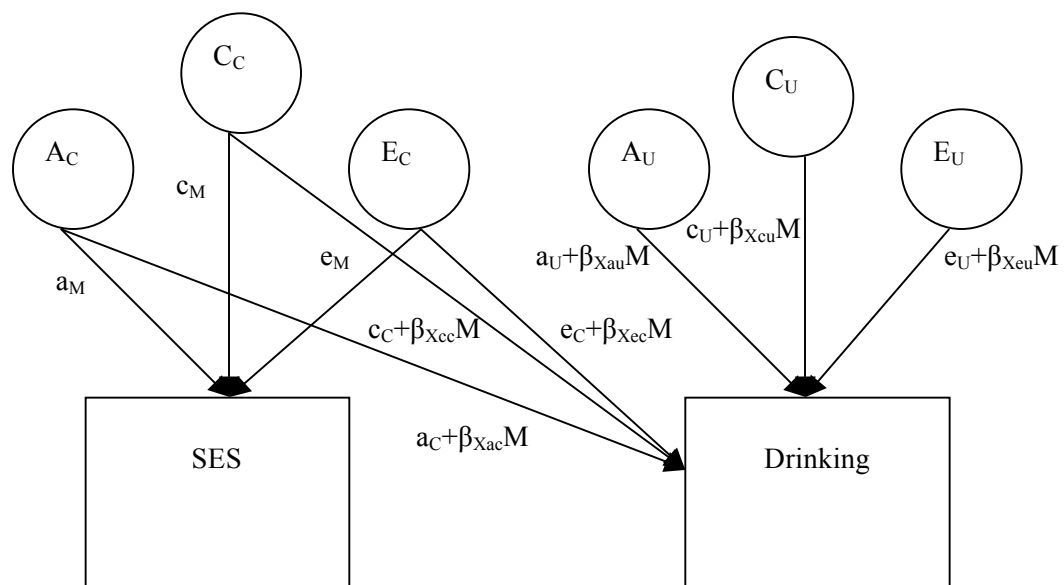 C_C
C_U
A_C
E_C
A_U
E_U
c_M
a_M
e_M
c_U+β_XcuM
a_U+β_XauM
e_U+β_XeuM
c_C+β_XccM
e_C+β_XecM
a_C+β_XacM
SES
Drinking